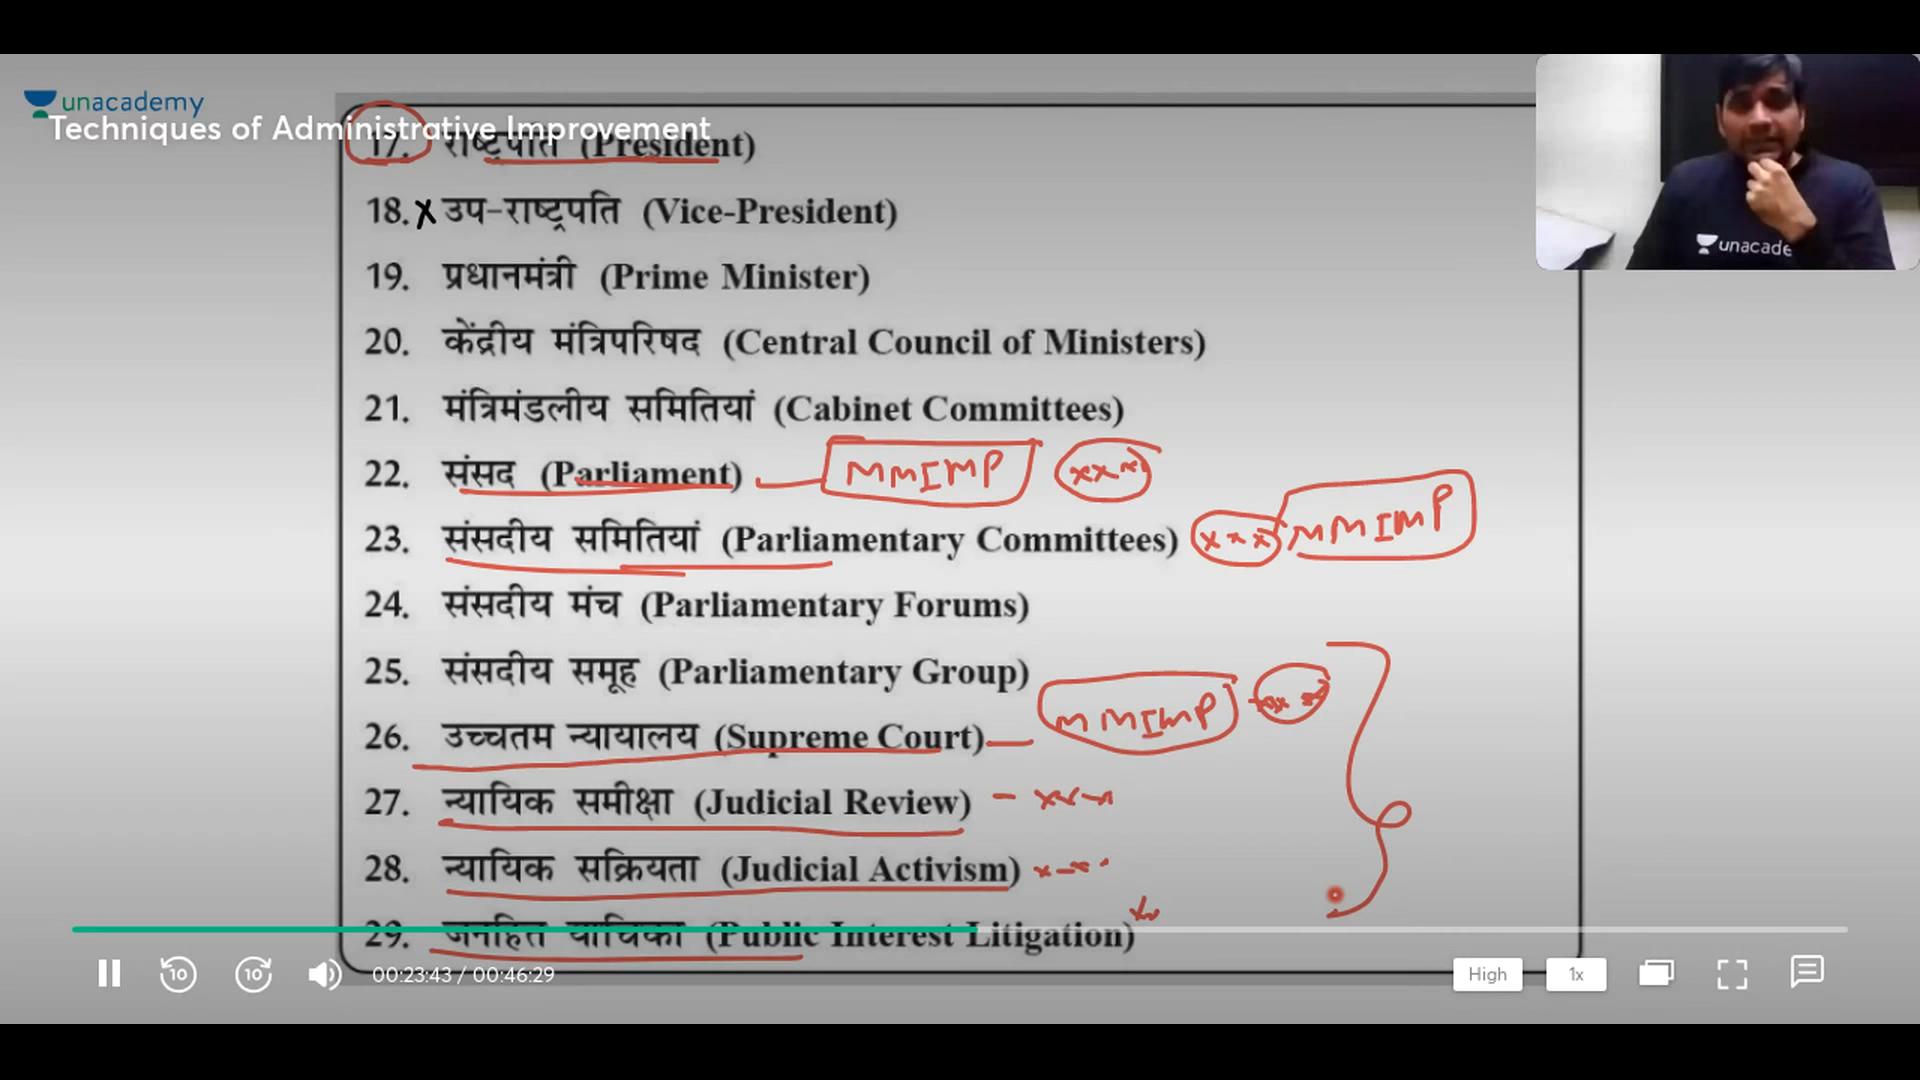 unacademy
Techniques of Administrative Improvement
17. राष्ट्रपति (President)
18. x उप-राष्ट्रपति (Vice-President)
19. प्रधानमंत्री (Prime Minister)
20. केंद्रीय मंत्रिपरिषद (Central Council of Ministers)
21. मंत्रिमंडलीय समितियां (Cabinet Committees)
22. संसद (Parliament) MMIMP xxx
23. संसदीय समितियां (Parliamentary Committees) xxx MMIMP
24. संसदीय मंच (Parliamentary Forums)
25. संसदीय समूह (Parliamentary Group)
26. उच्चतम न्यायालय (Supreme Court) MMIMP
27. न्यायिक समीक्षा (Judicial Review)
28. न्यायिक सक्रियता (Judicial Activism)
29. जनहित याचिका (Public Interest Litigation)
unacade
10 10 00:23:43 / 00:46:29 High 1x